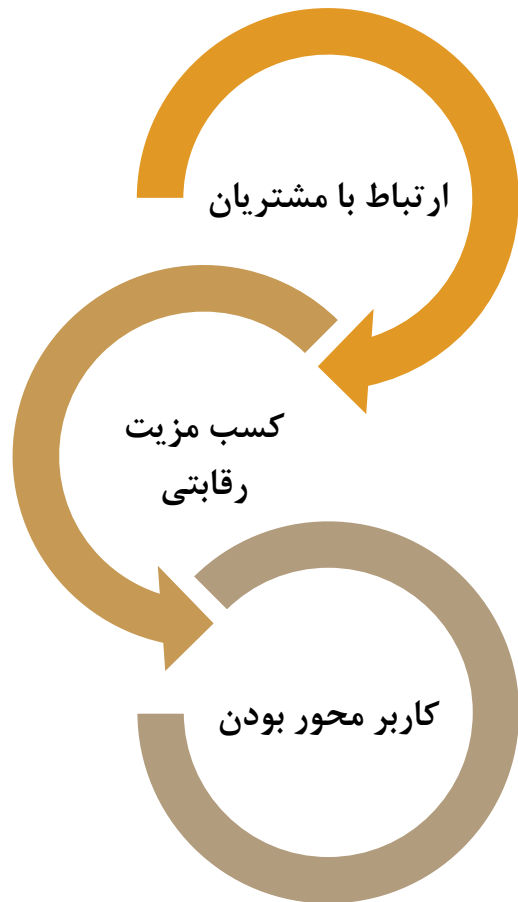 ارتباط با مشتریان
کسب مزیت
رقابتی
کاربر محور بودن